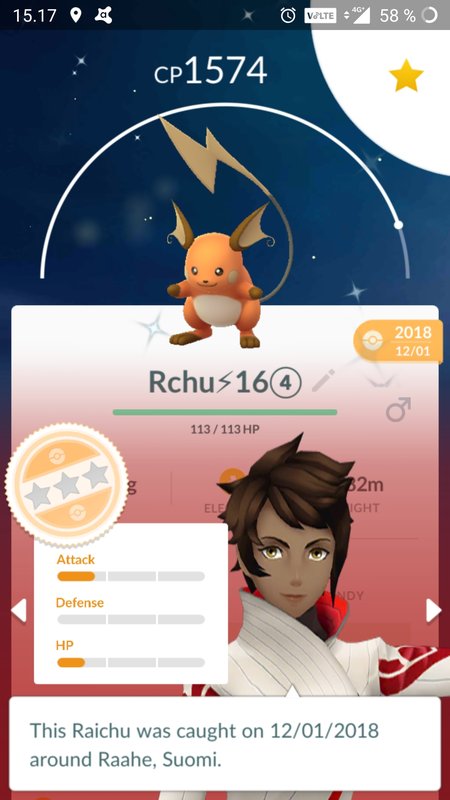 15.17 VoLTE 4G+ 58 %
CP1574
2018
12/01
Rchu⚡16④
113 / 113 HP
g 32m
ELE GHT
NDY
Attack
Defense
HP
This Raichu was caught on 12/01/2018
around Raahe, Suomi.